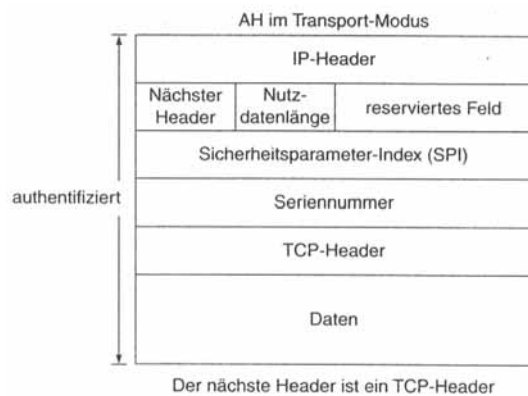 AH im Transport-Modus
IP-Header
Nächster Header
Nutz-
datenlänge
reserviertes Feld
Sicherheitsparameter-Index (SPI)
authentifiziert
Seriennummer
TCP-Header
Daten
Der nächste Header ist ein TCP-Header